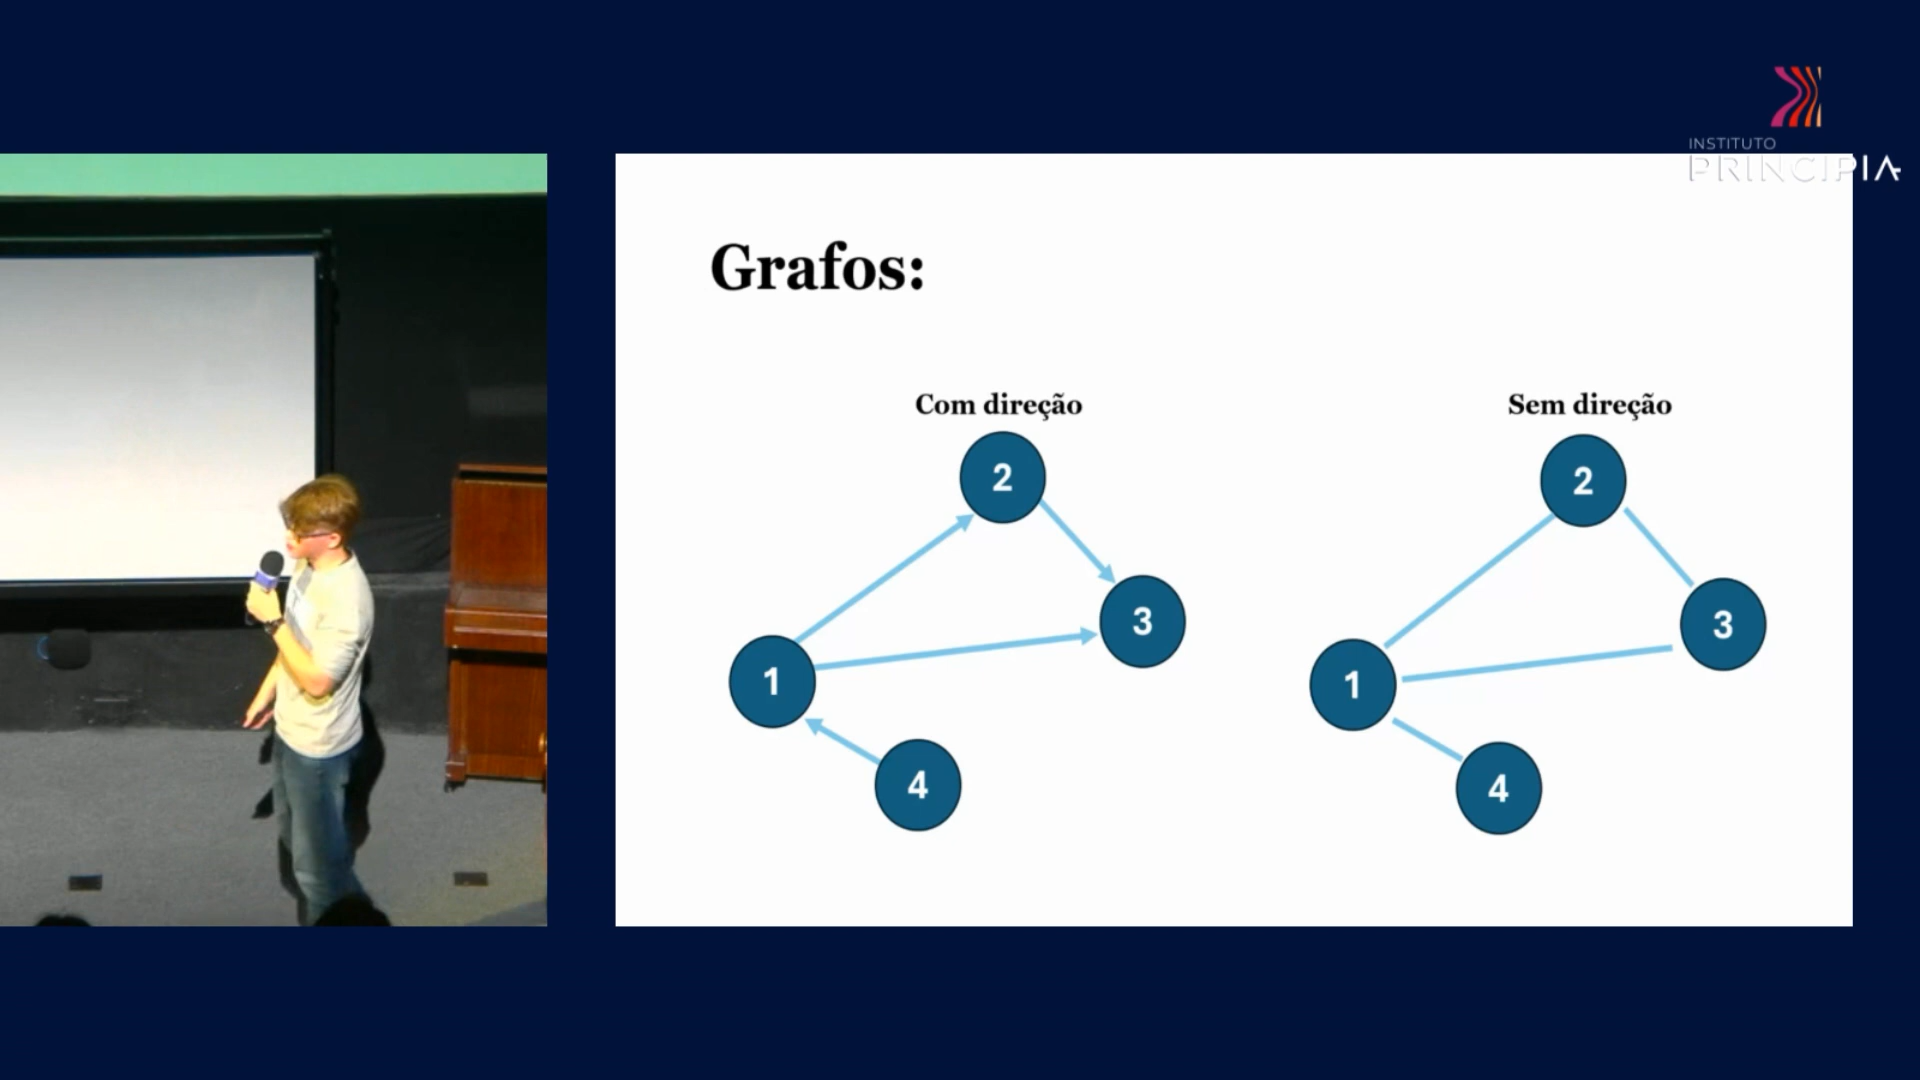 INSTITUTO
PRINCIPIA
Grafos:
Com direção
Sem direção
2
3
1
4
2
3
1
4